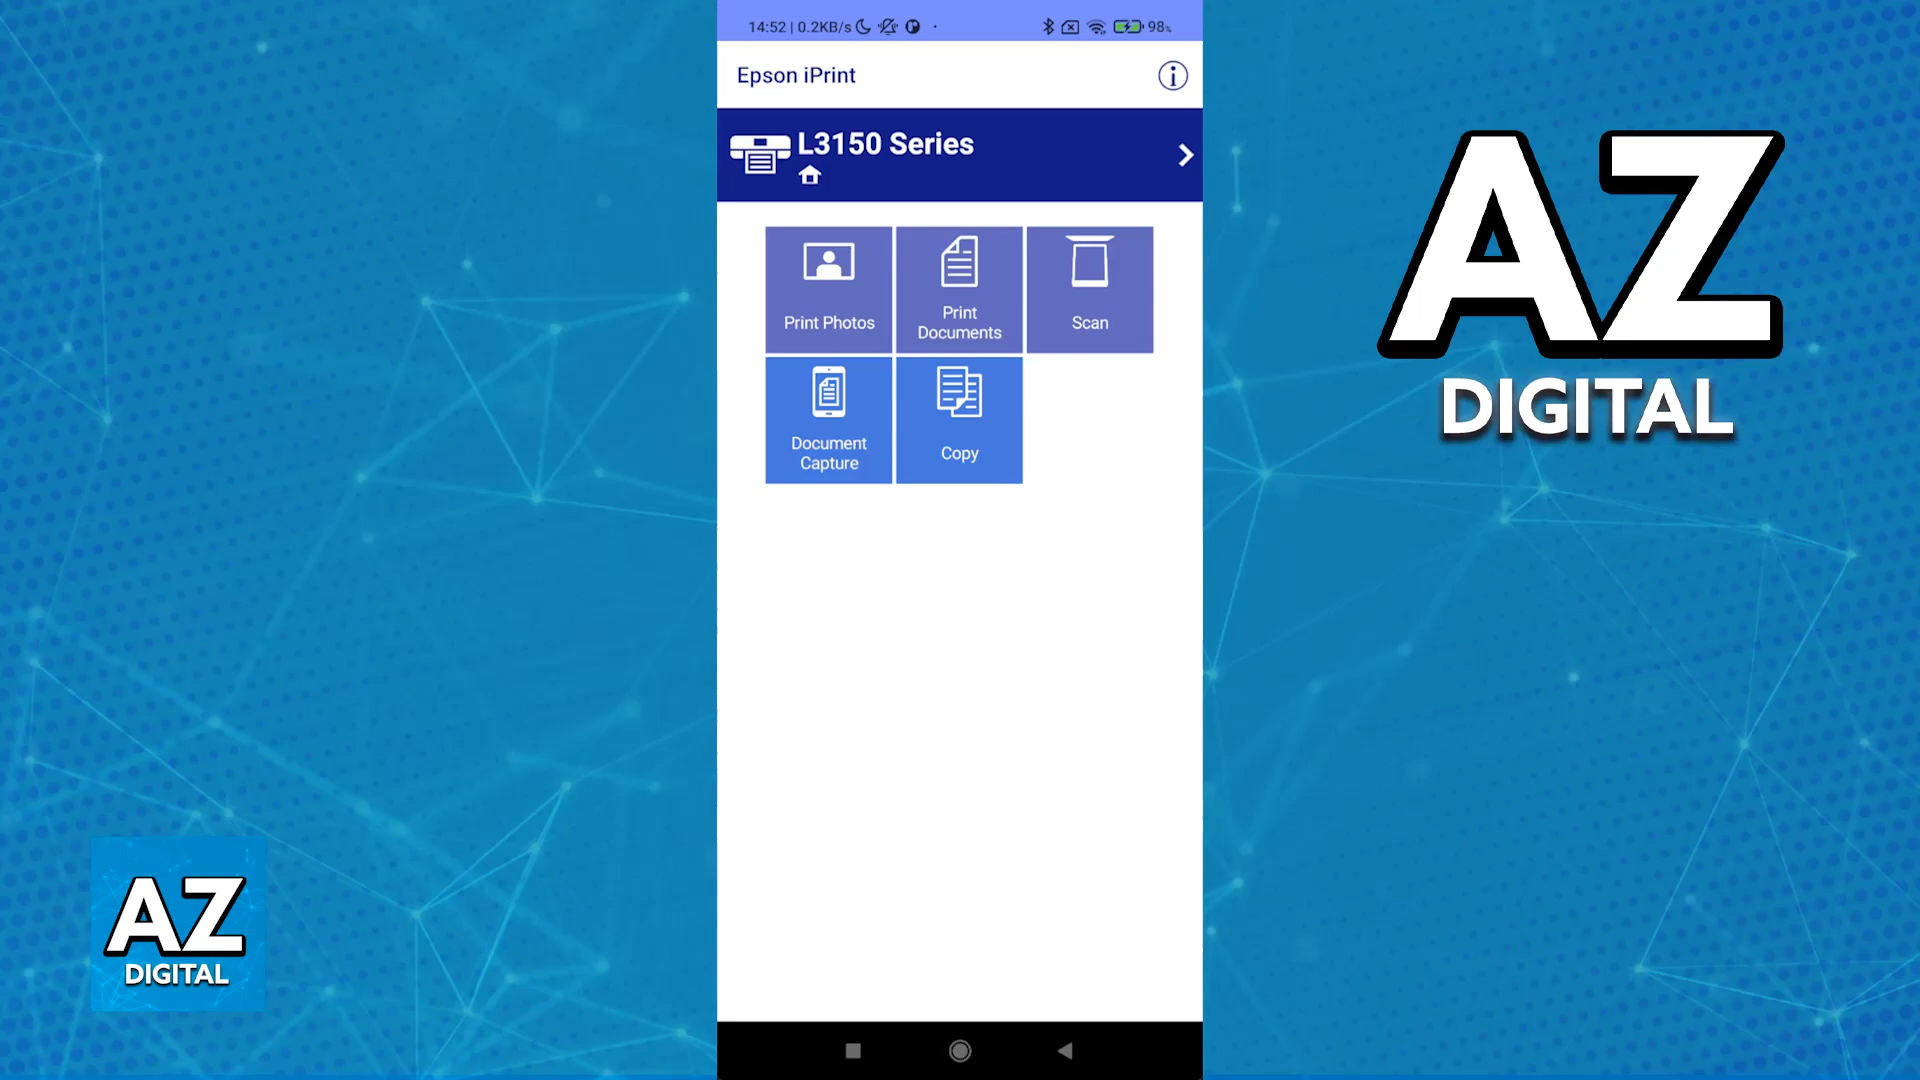 14:52 | 0.2KB/s
98%
Epson iPrint
L3150 Series
Print Photos
Print
Documents
Scan
Document
Capture
Copy
AZ
DIGITAL
AZ
DIGITAL